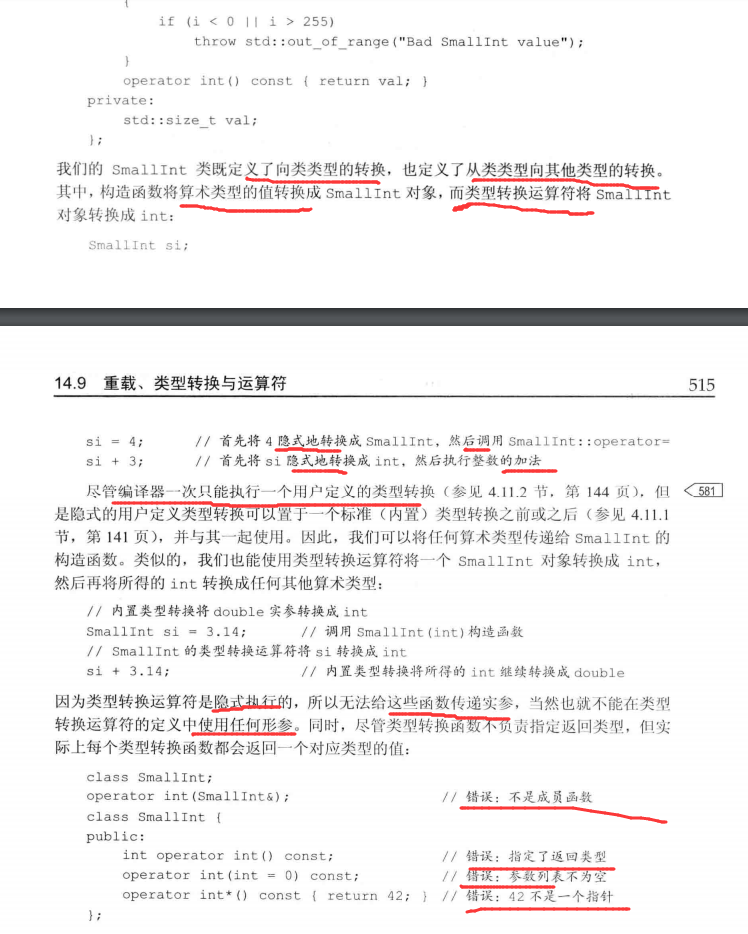 {
if (i < 0 || i > 255)
throw std::out_of_range("Bad SmallInt value");
}
operator int() const { return val; }
private:
std::size_t val;
};
我们的 SmallInt 类既定义了向类类型的转换，也定义了从类类型向其他类型的转换。
其中，构造函数将算术类型的值转换成 SmallInt 对象，而类型转换运算符将 SmallInt
对象转换成 int：
SmallInt si;
14.9 重载、类型转换与运算符 515
si = 4; // 首先将 4 隐式地转换成 SmallInt，然后调用 SmallInt::operator=
si + 3; // 首先将 si 隐式地转换成 int，然后执行整数的加法
尽管编译器一次只能执行一个用户定义的类型转换（参见 4.11.2 节，第 144 页），但 581
是隐式的用户定义类型转换可以置于一个标准（内置）类型转换之前或之后（参见 4.11.1
节，第 141 页），并与其一起使用。因此，我们可以将任何算术类型传递给 SmallInt 的
构造函数。类似的，我们也能使用类型转换运算符将一个 SmallInt 对象转换成 int，
然后再将所得的 int 转换成任何其他算术类型：
// 内置类型转换将 double 实参转换成 int
SmallInt si = 3.14; // 调用 SmallInt(int)构造函数
// SmallInt 的类型转换运算符将 si 转换成 int
si + 3.14; // 内置类型转换将所得的 int 继续转换成 double
因为类型转换运算符是隐式执行的，所以无法给这些函数传递实参，当然也就不能在类型
转换运算符的定义中使用任何形参。同时，尽管类型转换函数不负责指定返回类型，但实
际上每个类型转换函数都会返回一个对应类型的值：
class SmallInt;
operator int(SmallInt&); // 错误：不是成员函数
class SmallInt {
public:
int operator int() const; // 错误：指定了返回类型
operator int(int = 0) const; // 错误：参数列表不为空
operator int*() const { return 42; } // 错误：42 不是一个指针
};